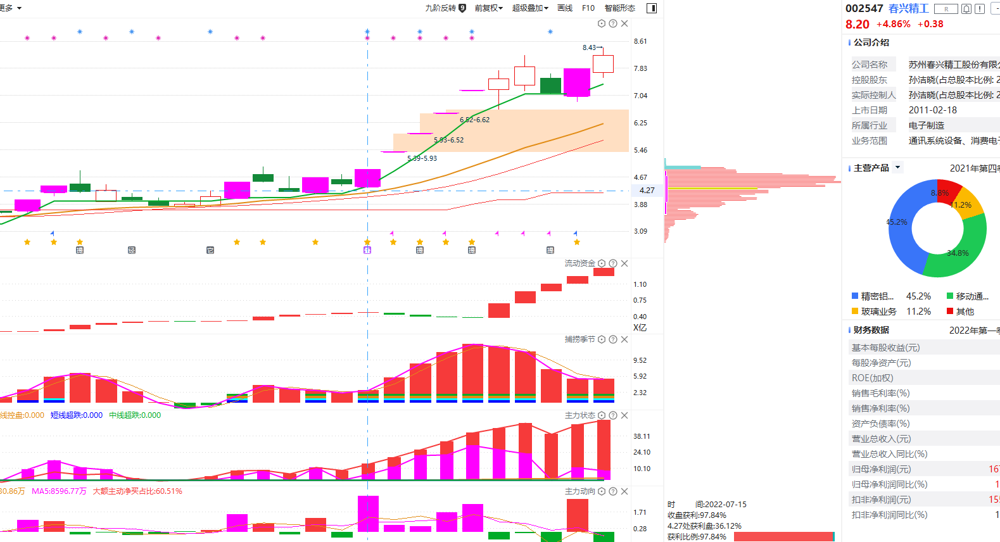 更多
九阶反转 9 前复权 超级叠加 画线 F10 智能形态
8.61
7.83
7.04
6.25
5.46
4.67
4.27
3.88
3.09
8.43→
6.52-6.62
5.93-6.52
5.39-5.93
提 经 它 提 提 提
流动资金
1.10
0.75
0.40
X亿
捕捞季节
9.52
5.92
2.32
线控盘:0.000 短线超跌:0.000 中线超跌:0.000
主力状态
38.11
24.10
10.10
30.86万 MA5:8596.77万 大额主动净买占比:60.51%
主力动向
1.71
0.28
时 间:2022-07-15
收盘获利:97.84%
4.27处获利盘:36.12%
获利比例:97.84%
002547 春兴精工 R
8.20 +4.86% +0.38
公司介绍
公司名称 苏州春兴精工股份有限
控股股东 孙洁晓(占总股本比例: 2
实际控制人 孙洁晓(占总股本比例: 2
上市日期 2011-02-18
所属行业 电子制造
业务范围 通讯系统设备、消费电
主营产品 2021年第四
8.8%
11.2%
45.2%
34.8%
精密铝... 45.2% 移动通...
玻璃业务 11.2% 其他
财务数据 2022年第一
基本每股收益(元)
每股净资产(元)
ROE(加权)
销售毛利率(%)
销售净利率(%)
资产负债率(%)
营业总收入(元)
营业总收入同比(%)
归母净利润(元) 16
归母净利润同比(%) 1
扣非净利润(元) 15
扣非净利润同比(%) 1